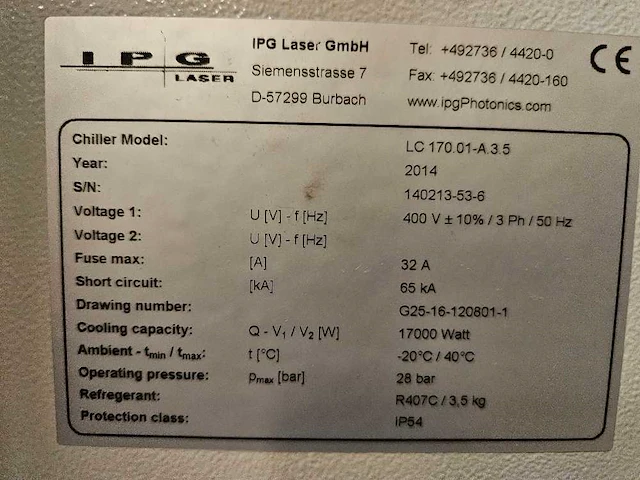 IPG LASER
IPG Laser GmbH
Siemensstrasse 7
D-57299 Burbach
Tel: +492736 / 4420-0
Fax: +492736 / 4420-160
www.ipgPhotonics.com
CE
Chiller Model: LC 170.01-A.3.5
Year: 2014
S/N: 140213-53-6
Voltage 1: U [V] - f [Hz] 400 V ± 10% / 3 Ph / 50 Hz
Voltage 2: U [V] - f [Hz]
Fuse max: [A] 32 A
Short circuit: [kA] 65 kA
Drawing number: G25-16-120801-1
Cooling capacity: Q - V₁ / V₂ [W] 17000 Watt
Ambient - tmin / tmax: t [°C] -20°C / 40°C
Operating pressure: pmax [bar] 28 bar
Refregerant: R407C / 3,5 kg
Protection class: IP54